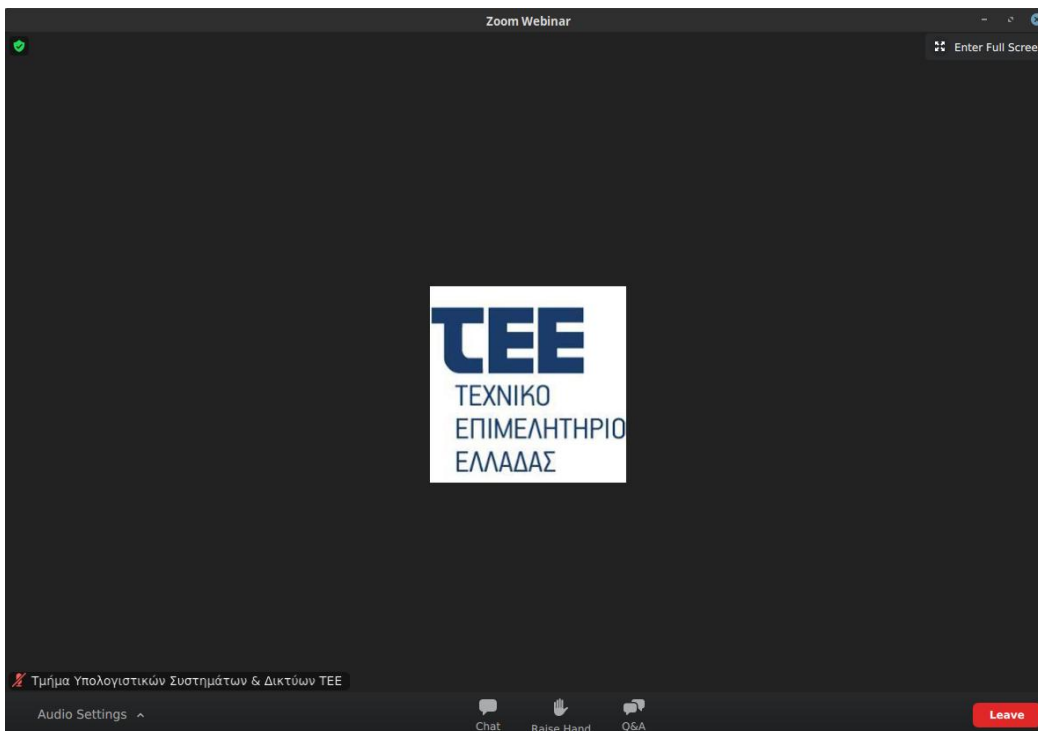 Zoom Webinar
Enter Full Scree
TEE
ΤΕΧΝΙΚΟ
ΕΠΙΜΕΛΗΤΗΡΙΟ
ΕΛΛΑΔΑΣ
Τμήμα Υπολογιστικών Συστημάτων & Δικτύων ΤΕΕ
Audio Settings
Chat
Raise Hand
Q&A
Leave